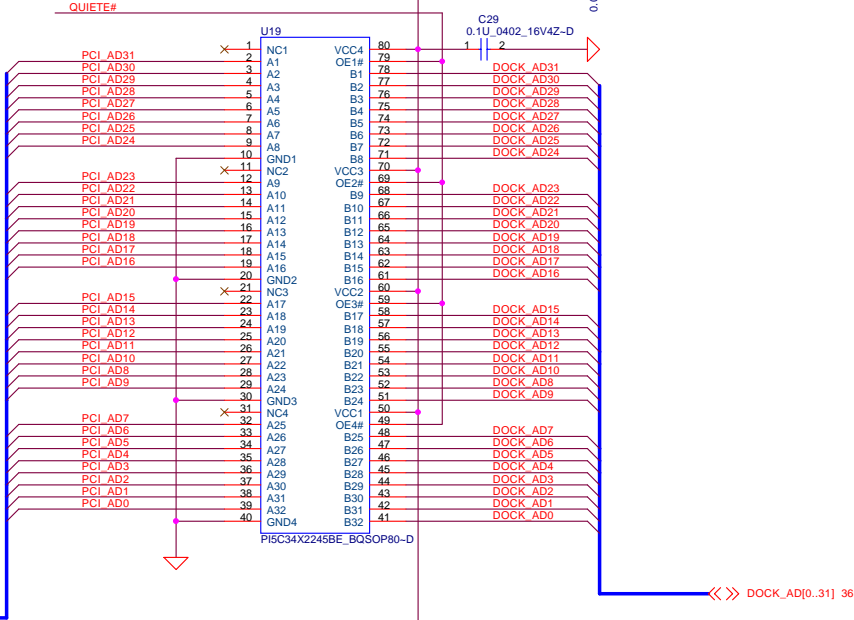 QUIETE#
C29
0.1U_0402_16V4Z~D
1 2
U19
1 NC1 VCC4 80
PCI_AD31 2 A1 OE1# 79
PCI_AD30 3 A2 B1 78 DOCK_AD31
PCI_AD29 4 A3 B2 77 DOCK_AD30
PCI_AD28 5 A4 B3 76 DOCK_AD29
PCI_AD27 6 A5 B4 75 DOCK_AD28
PCI_AD26 7 A6 B5 74 DOCK_AD27
PCI_AD25 8 A7 B6 73 DOCK_AD26
PCI_AD24 9 A8 B7 72 DOCK_AD25
10 GND1 B8 71 DOCK_AD24
11 NC2 VCC3 70
PCI_AD23 12 A9 OE2# 69
PCI_AD22 13 A10 B9 68 DOCK_AD23
PCI_AD21 14 A11 B10 67 DOCK_AD22
PCI_AD20 15 A12 B11 66 DOCK_AD21
PCI_AD19 16 A13 B12 65 DOCK_AD20
PCI_AD18 17 A14 B13 64 DOCK_AD19
PCI_AD17 18 A15 B14 63 DOCK_AD18
PCI_AD16 19 A16 B15 62 DOCK_AD17
20 GND2 B16 61 DOCK_AD16
21 NC3 VCC2 60
PCI_AD15 22 A17 OE3# 59
PCI_AD14 23 A18 B17 58 DOCK_AD15
PCI_AD13 24 A19 B18 57 DOCK_AD14
PCI_AD12 25 A20 B19 56 DOCK_AD13
PCI_AD11 26 A21 B20 55 DOCK_AD12
PCI_AD10 27 A22 B21 54 DOCK_AD11
PCI_AD8 28 A23 B22 53 DOCK_AD10
PCI_AD9 29 A24 B23 52 DOCK_AD8
30 GND3 B24 51 DOCK_AD9
31 NC4 VCC1 50
PCI_AD7 32 A25 OE4# 49
PCI_AD6 33 A26 B25 48 DOCK_AD7
PCI_AD5 34 A27 B26 47 DOCK_AD6
PCI_AD4 35 A28 B27 46 DOCK_AD5
PCI_AD3 36 A29 B28 45 DOCK_AD4
PCI_AD2 37 A30 B29 44 DOCK_AD3
PCI_AD1 38 A31 B30 43 DOCK_AD2
PCI_AD0 39 A32 B31 42 DOCK_AD1
40 GND4 B32 41 DOCK_AD0
PI5C34X2245BE_BQSOP80~D
DOCK_AD[0..31] 36